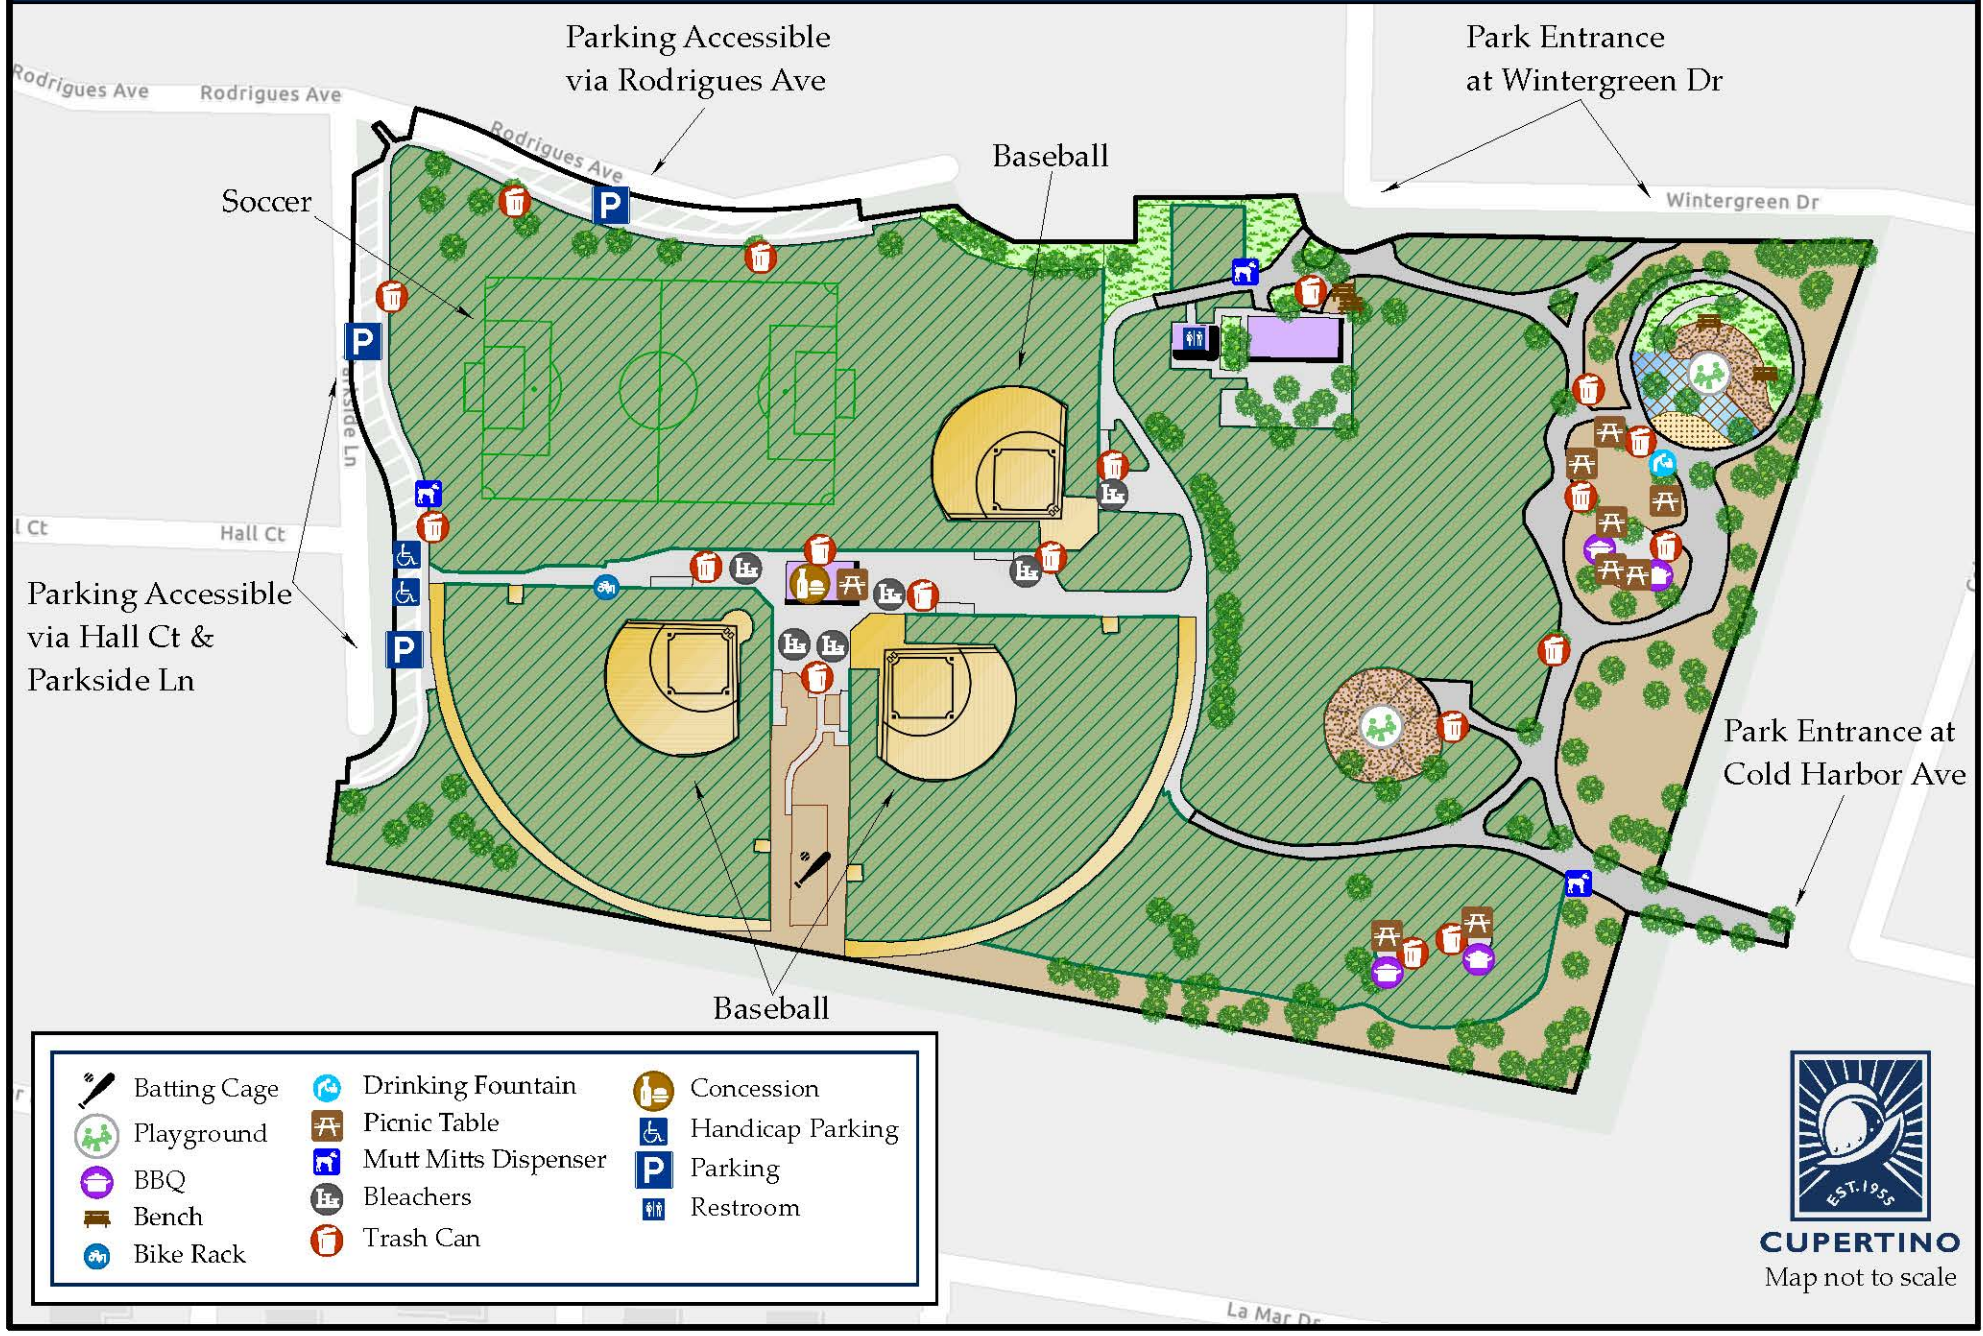 Parking Accessible
via Rodrigues Ave
Park Entrance
at Wintergreen Dr
Rodrigues Ave
Rodrigues Ave
Rodrigues Ave
Baseball
Soccer
Wintergreen Dr
P
P
Ln
Ct
Hall Ct
Parking Accessible
via Hall Ct &
Parkside Ln
P
Park Entrance at
Cold Harbor Ave
Baseball
Batting Cage
Playground
BBQ
Bench
Bike Rack
Drinking Fountain
Picnic Table
Mutt Mitts Dispenser
Bleachers
Trash Can
Concession
Handicap Parking
P Parking
Restroom
EST. 1955
CUPERTINO
Map not to scale
La Mar Dr